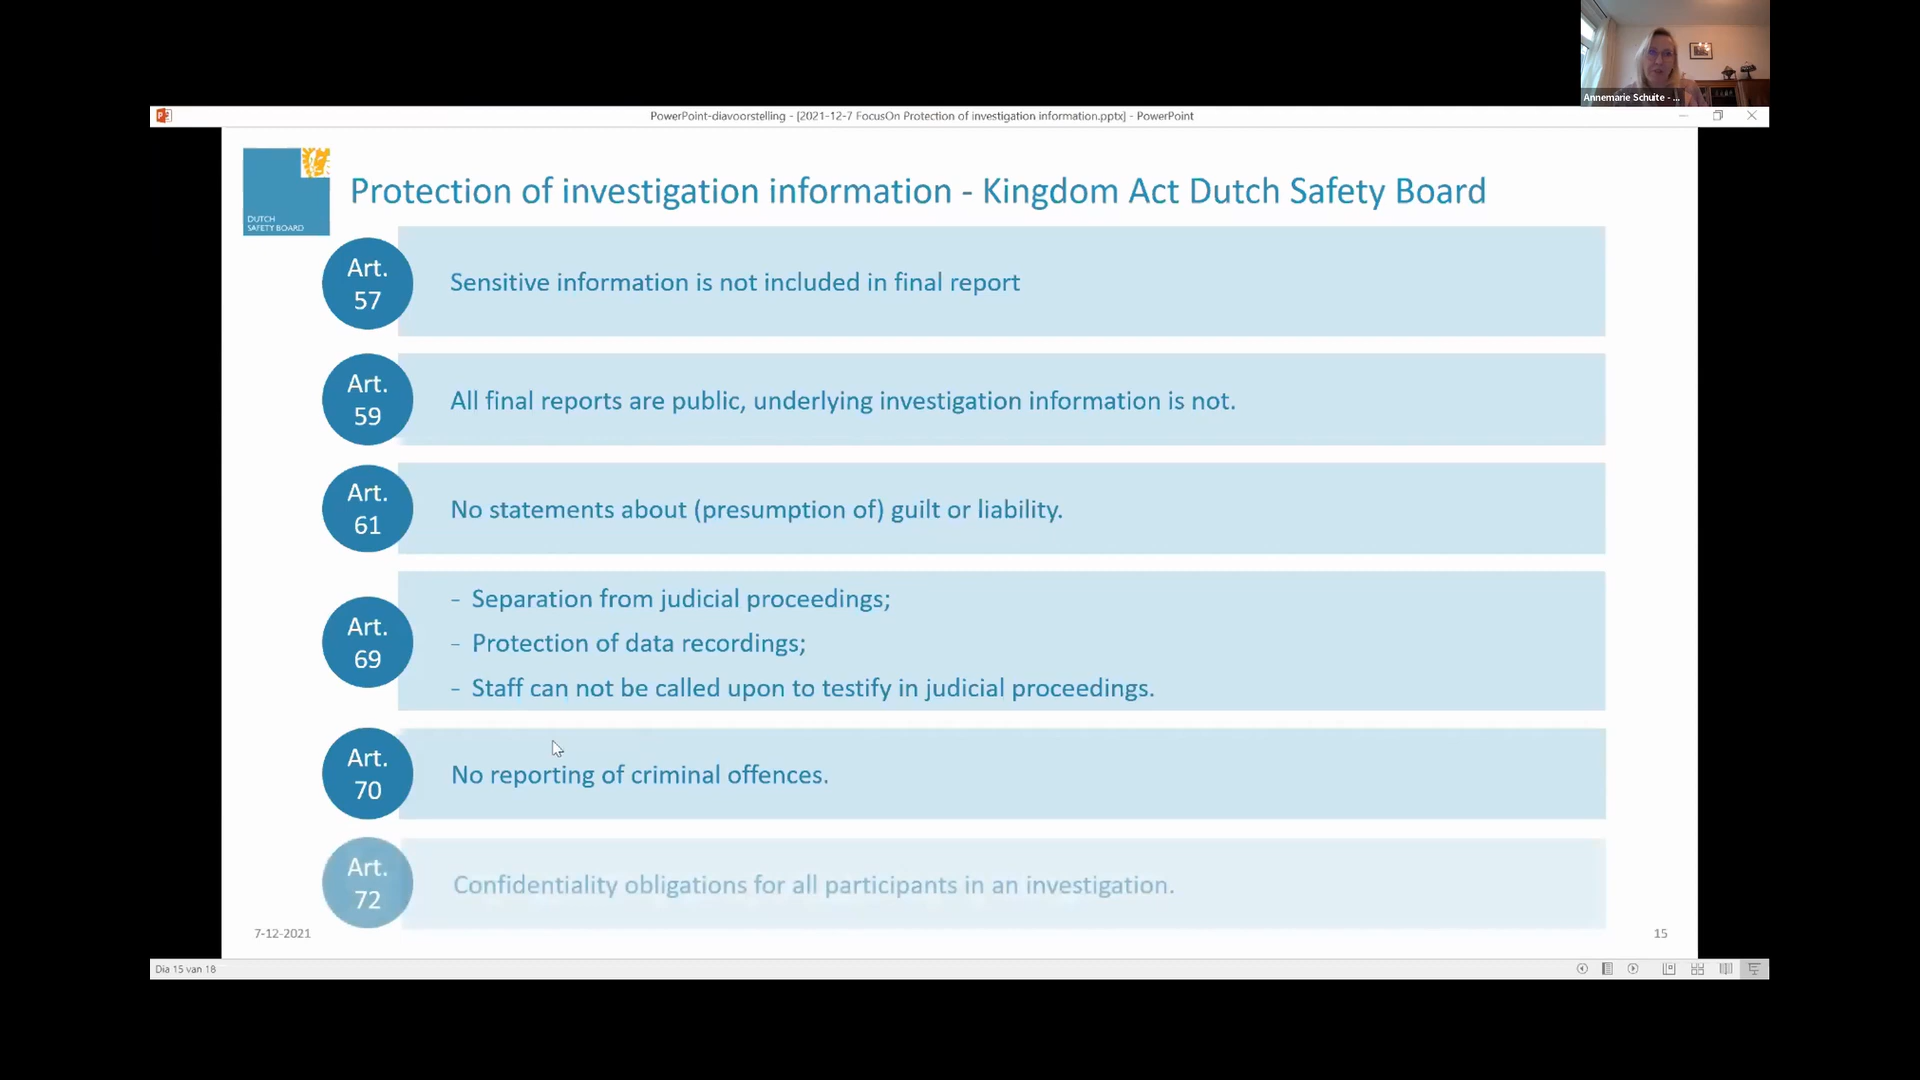 Annemarie Schuite - ...
PowerPoint-diavoorstelling - [2021-12-7 FocusOn Protection of investigation information.pptx] - PowerPoint
DUTCH
SAFETY BOARD
Protection of investigation information - Kingdom Act Dutch Safety Board
Art.
57
Sensitive information is not included in final report
Art.
59
All final reports are public, underlying investigation information is not.
Art.
61
No statements about (presumption of) guilt or liability.
Art.
69
- Separation from judicial proceedings;
- Protection of data recordings;
- Staff can not be called upon to testify in judicial proceedings.
Art.
70
No reporting of criminal offences.
Art.
72
Confidentiality obligations for all participants in an investigation.
7-12-2021
15
Dia 15 van 18